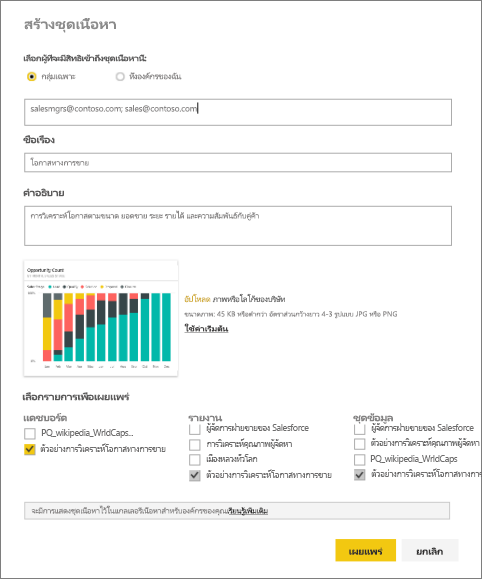 สร้างชุดเนื้อหา
เลือกผู้ที่จะมีสิทธิเข้าถึงชุดเนื้อหานี้:
กลุ่มเฉพาะ ทั้งองค์กรของฉัน
salesmgrs@contoso.com; sales@contoso.com
ชื่อเรื่อง
โอกาสทางการขาย
คำอธิบาย
การวิเคราะห์โอกาสตามขนาด ยอดขาย ระยะ รายได้ และความสัมพันธ์กับคู่ค้า
Opportunity Count
100%
0%
อัปโหลด ภาพหรือโลโก้ของบริษัท
ขนาดภาพ: 45 KB หรือต่ำกว่า อัตราส่วนกว้างยาว 4-3 รูปแบบ JPG หรือ PNG
ใช้ค่าเริ่มต้น
เลือกรายการเพื่อเผยแพร่
แดชบอร์ด
PQ_wikipedia_WrldCaps...
ตัวอย่างการวิเคราะห์โอกาสทางการขาย
รายงาน
ผู้จัดการฝ่ายขายของ Salesforce
การวิเคราะห์คุณภาพผู้จัดหา
เมืองหลวงทั่วโลก
ตัวอย่างการวิเคราะห์โอกาสทางการขาย
ชุดข้อมูล
ผู้จัดการฝ่ายขายของ Salesforce
ตัวอย่างการวิเคราะห์คุณภาพผู้จัดหา
PQ_wikipedia_WrldCaps
ตัวอย่างการวิเคราะห์โอกาสทางการ
จะมีการแสดงชุดเนื้อหาไว้ในแกลเลอรีเนื้อหาสำหรับองค์กรของคุณเรียนรู้เพิ่มเติม
เผยแพร่ ยกเลิก